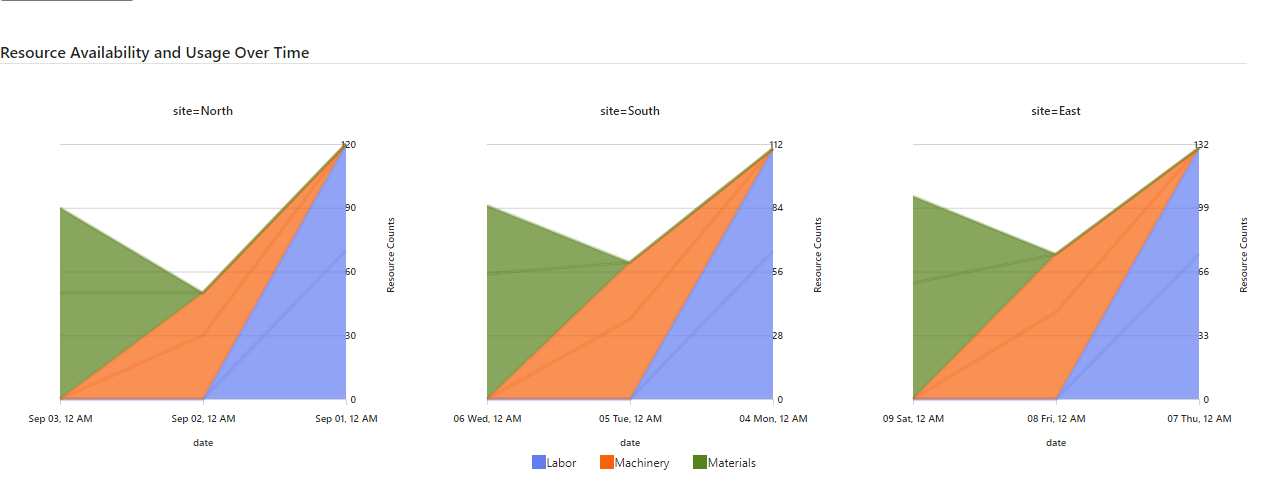 Resource Availability and Usage Over Time
site=North
120
90
60
30
0
Resource Counts
Sep 03, 12 AM
Sep 02, 12 AM
Sep 01, 12 AM
date
site=South
112
84
56
28
0
Resource Counts
06 Wed, 12 AM
05 Tue, 12 AM
04 Mon, 12 AM
date
site=East
132
99
66
33
0
Resource Counts
09 Sat, 12 AM
08 Fri, 12 AM
07 Thu, 12 AM
date
Labor
Machinery
Materials